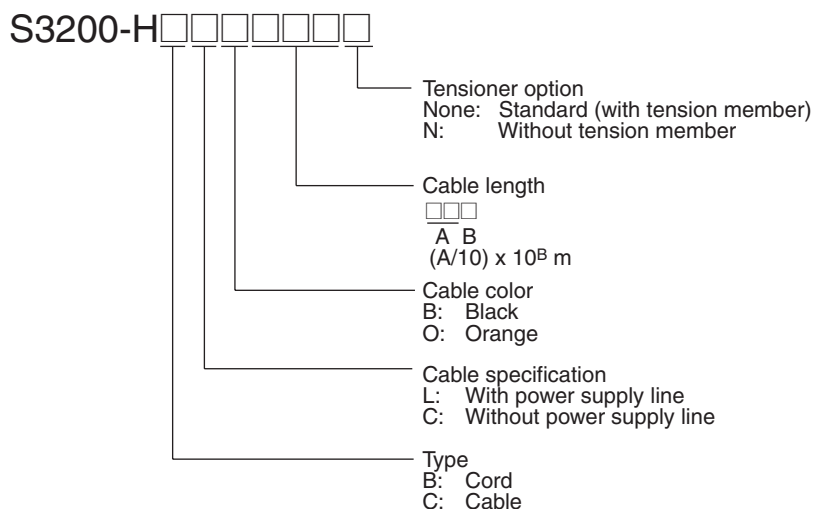 S3200-H□□□□□□□
Tensioner option
None: Standard (with tension member)
N: Without tension member
Cable length
□□□
A B
(A/10) x 10ᴮ m
Cable color
B: Black
O: Orange
Cable specification
L: With power supply line
C: Without power supply line
Type
B: Cord
C: Cable